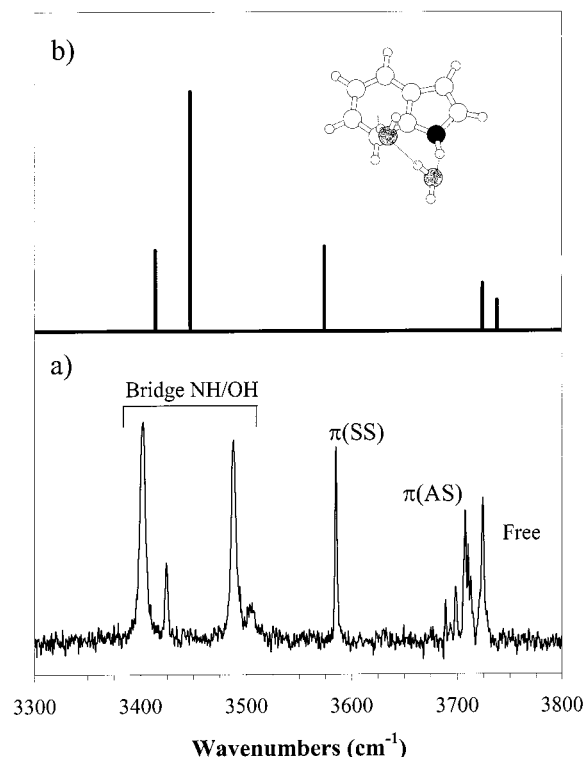 b)
a)
Bridge NH/OH
π(SS)
π(AS)
Free
3300 3400 3500 3600 3700 3800
Wavenumbers (cm⁻¹)